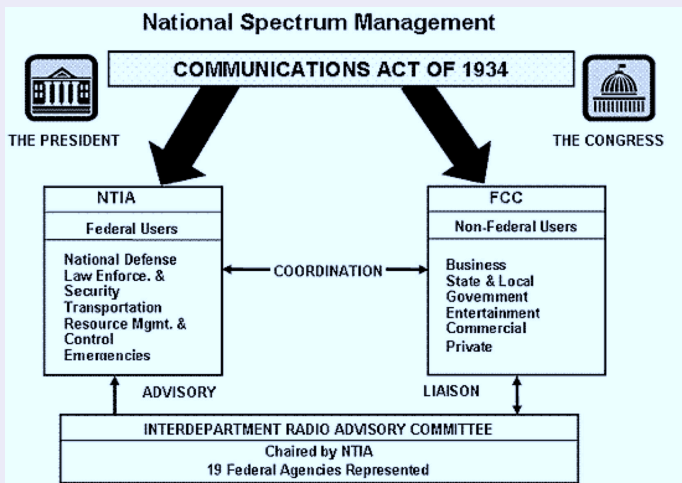 National Spectrum Management
COMMUNICATIONS ACT OF 1934
THE PRESIDENT
THE CONGRESS
NTIA
Federal Users
National Defense
Law Enforce. &
Security
Transportation
Resource Mgmt. &
Control
Emergencies
COORDINATION
FCC
Non-Federal Users
Business
State & Local
Government
Entertainment
Commercial
Private
ADVISORY
LIAISON
INTERDEPARTMENT RADIO ADVISORY COMMITTEE
Chaired by NTIA
19 Federal Agencies Represented